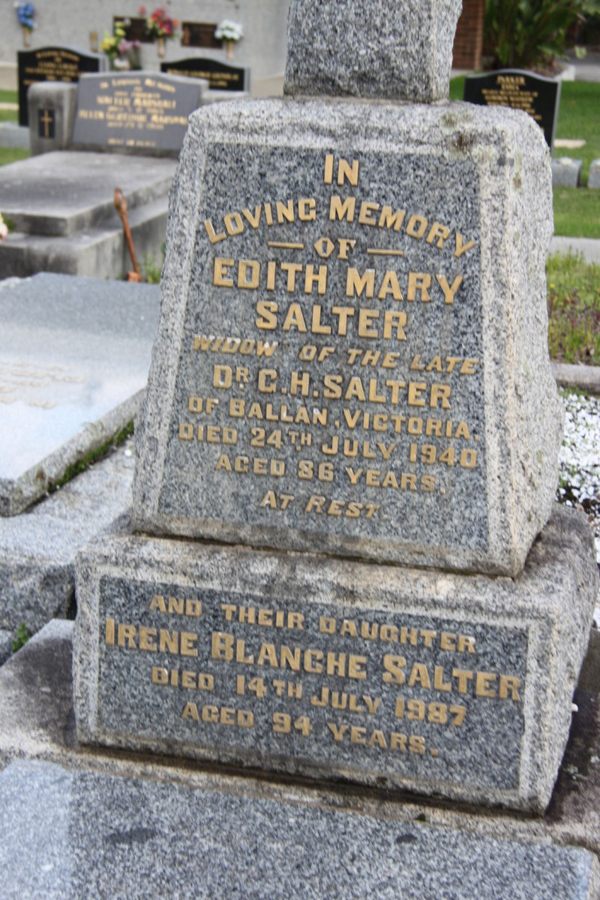 IN
LOVING MEMORY
OF
EDITH MARY
SALTER
WIDOW OF THE LATE
DR. C.H. SALTER
OF BALLAN, VICTORIA.
DIED 24TH JULY 1940
AGED 86 YEARS.
AT REST.
AND THEIR DAUGHTER
IRENE BLANCHE SALTER
DIED 14TH JULY 1987
AGED 94 YEARS.
PARKER